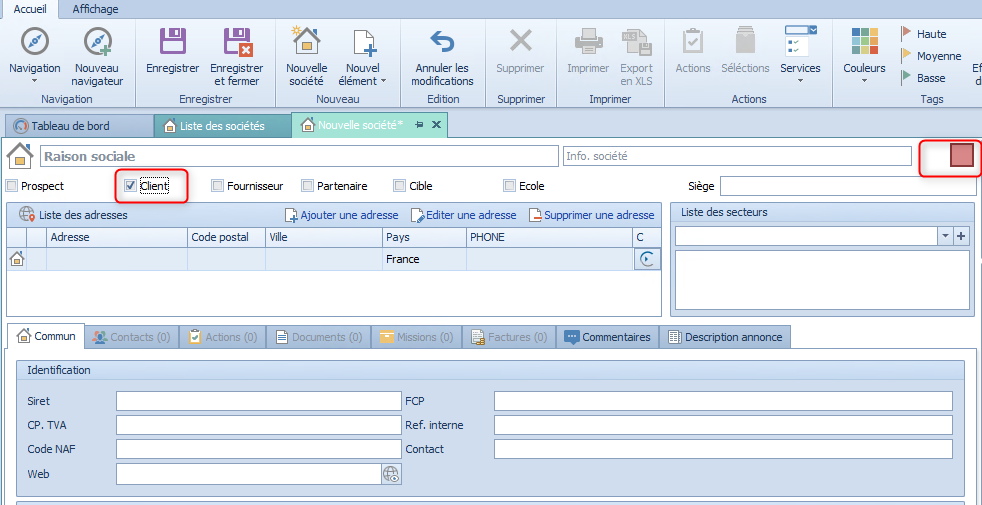 Accueil Affichage
Navigation Nouveau navigateur Enregistrer Enregistrer et fermer Nouvelle société Nouvel élément Annuler les modifications Supprimer Imprimer Export en XLS Actions Séléctions Services Couleurs Haute Moyenne Basse
Navigation Enregistrer Nouveau Edition Supprimer Imprimer Actions Tags
Tableau de bord Liste des sociétés Nouvelle société*
Raison sociale Info. société
Prospect Client Fournisseur Partenaire Cible Ecole Siège
Liste des adresses Ajouter une adresse Editer une adresse Supprimer une adresse Liste des secteurs
Adresse Code postal Ville Pays PHONE C
France
Commun Contacts (0) Actions (0) Documents (0) Missions (0) Factures (0) Commentaires Description annonce
Identification
Siret FCP
CP. TVA Ref. interne
Code NAF Contact
Web